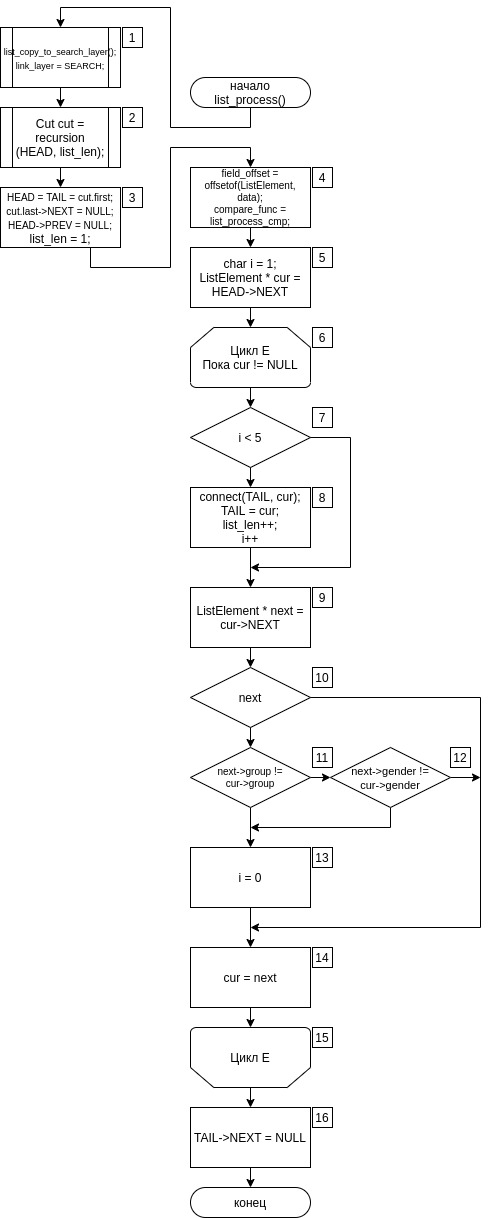 начало
list_process()
1
list_copy_to_search_layer();
link_layer = SEARCH;
2
Cut cut =
recursion
(HEAD, list_len);
3
HEAD = TAIL = cut.first;
cut.last->NEXT = NULL;
HEAD->PREV = NULL;
list_len = 1;
4
field_offset =
offsetof(ListElement,
data);
compare_func =
list_process_cmp;
5
char i = 1;
ListElement * cur =
HEAD->NEXT
6
Цикл E
Пока cur != NULL
7
i < 5
8
connect(TAIL, cur);
TAIL = cur;
list_len++;
i++
9
ListElement * next =
cur->NEXT
10
next
11
next->group !=
cur->group
12
next->gender !=
cur->gender
13
i = 0
14
cur = next
15
Цикл E
16
TAIL->NEXT = NULL
конец